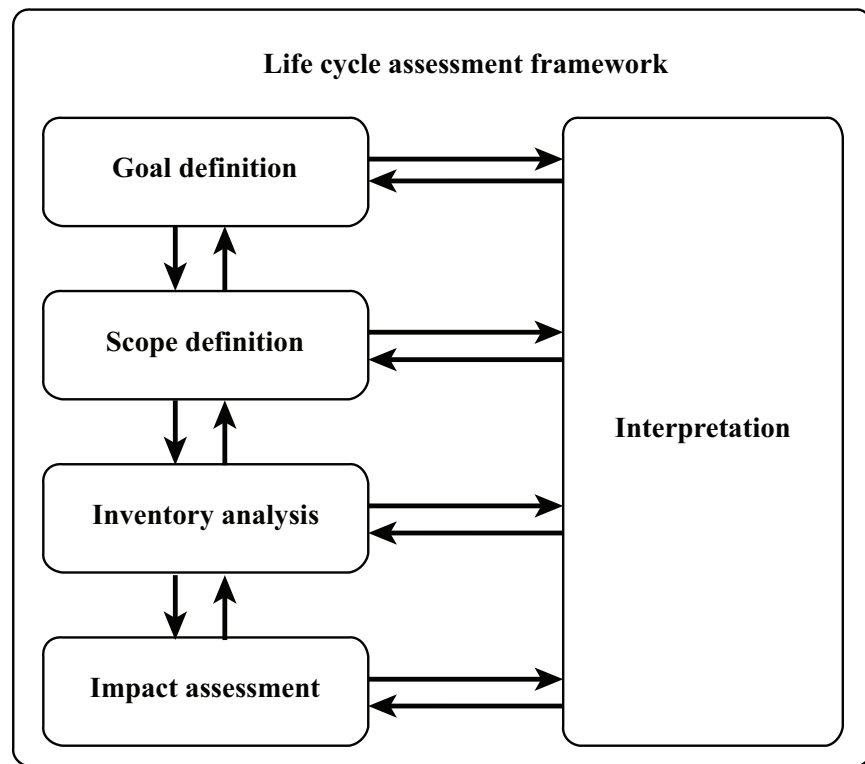 Life cycle assessment framework
Goal definition
Scope definition
Inventory analysis
Impact assessment
Interpretation